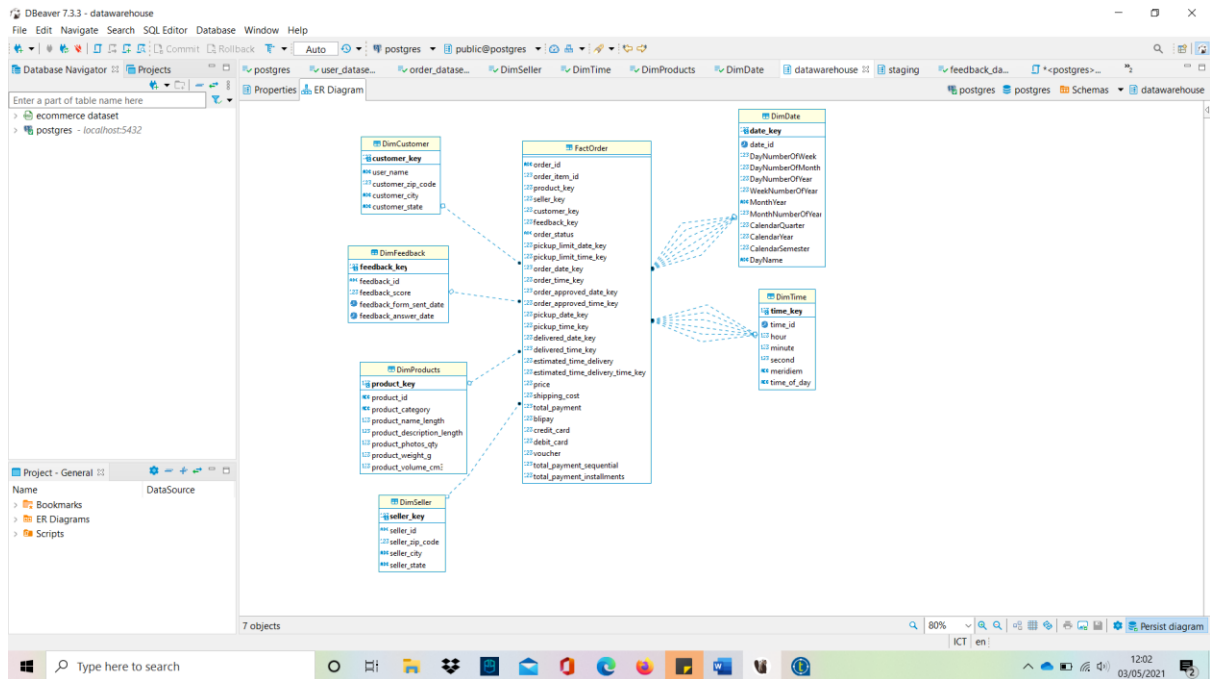 DBeaver 7.3.3 - datawarehouse
File Edit Navigate Search SQL Editor Database Window Help
Commit Rollback Auto postgres public@postgres
Database Navigator Projects
postgres user_datase... order_datase... DimSeller DimTime DimProducts DimDate datawarehouse staging feedback_da... *<postgres>...
Properties ER Diagram
postgres postgres Schemas datawarehouse
Enter a part of table name here
ecommerce dataset
postgres - localhost:5432
DimCustomer
customer_key
user_name
customer_zip_code
customer_city
customer_state
DimFeedback
feedback_key
feedback_id
feedback_score
feedback_form_sent_date
feedback_answer_date
DimProducts
product_key
product_id
product_category
product_name_length
product_description_length
product_photos_qty
product_weight_g
product_volume_cm3
DimSeller
seller_key
seller_id
seller_zip_code
seller_city
seller_state
FactOrder
order_id
order_item_id
product_key
seller_key
customer_key
feedback_key
order_status
pickup_limit_date_key
pickup_limit_time_key
order_date_key
order_time_key
order_approved_date_key
order_approved_time_key
pickup_date_key
pickup_time_key
delivered_date_key
delivered_time_key
estimated_time_delivery
estimated_time_delivery_time_key
price
shipping_cost
total_payment
blipay
credit_card
debit_card
voucher
total_payment_sequential
total_payment_installments
DimDate
date_key
date_id
DayNumberOfWeek
DayNumberOfMonth
DayNumberOfYear
WeekNumberOfYear
MonthYear
MonthNumberOfYear
CalendarQuarter
CalendarYear
CalendarSemester
DayName
DimTime
time_key
time_id
hour
minute
second
meridiem
time_of_day
Project - General
Name DataSource
Bookmarks
ER Diagrams
Scripts
7 objects
80%
Persist diagram
ICT en
Type here to search
12:02
03/05/2021